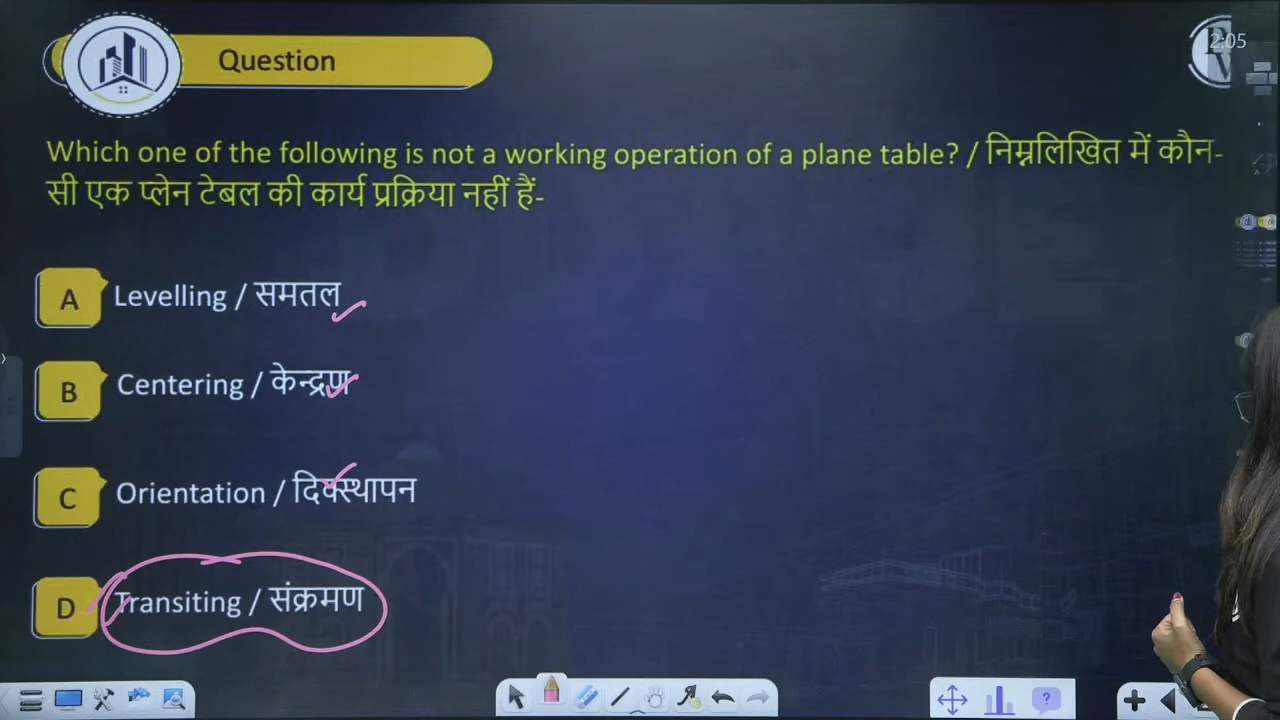 Question
2:05
Which one of the following is not a working operation of a plane table? / निम्नलिखित में कौन-
सी एक प्लेन टेबल की कार्य प्रक्रिया नहीं हैं-
A Levelling / समतल
B Centering / केन्द्रण
C Orientation / दिक्स्थापन
D Transiting / संक्रमण